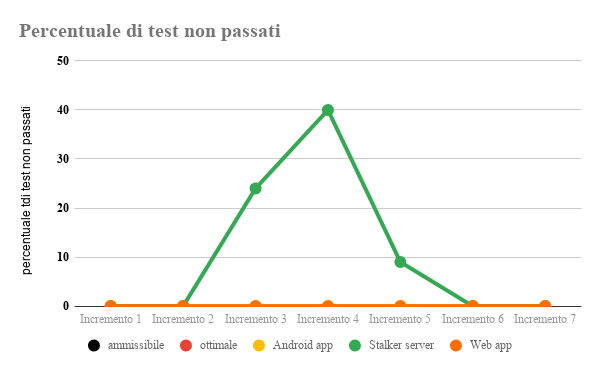 Percentuale di test non passati
percentuale tdi test non passati
50
40
30
20
10
0
Incremento 1 Incremento 2 Incremento 3 Incremento 4 Incremento 5 Incremento 6 Incremento 7
ammissibile ottimale Android app Stalker server Web app